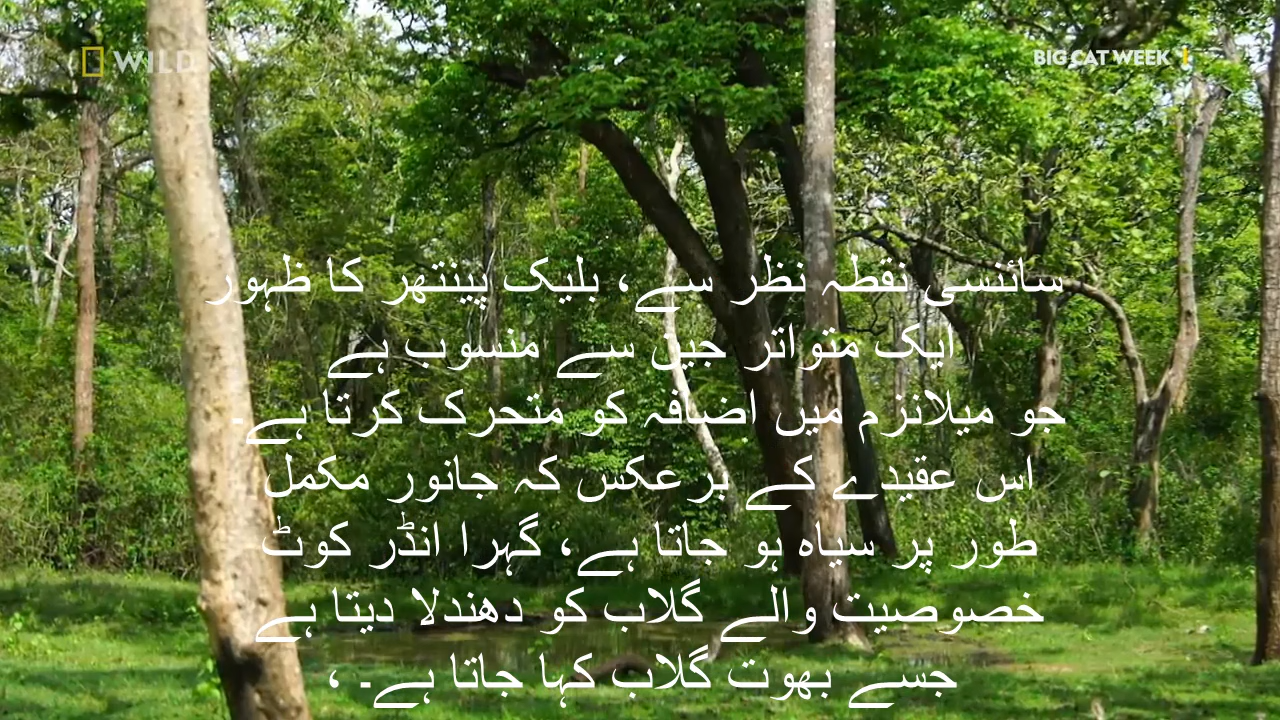 WILD
BIG CAT WEEK
سائنسی نقطہ نظر سے، بلیک پینتھر کا ظہور
ایک متواتر جین سے منسوب ہے
جو میلانزم میں اضافہ کو متحرک کرتا ہے۔
اس عقیدے کے برعکس کہ جانور مکمل
طور پر سیاہ ہو جاتا ہے، گہرا انڈر کوٹ
خصوصیت والے گلاب کو دھندلا دیتا ہے
جسے بھوت گلاب کہا جاتا ہے۔ ،